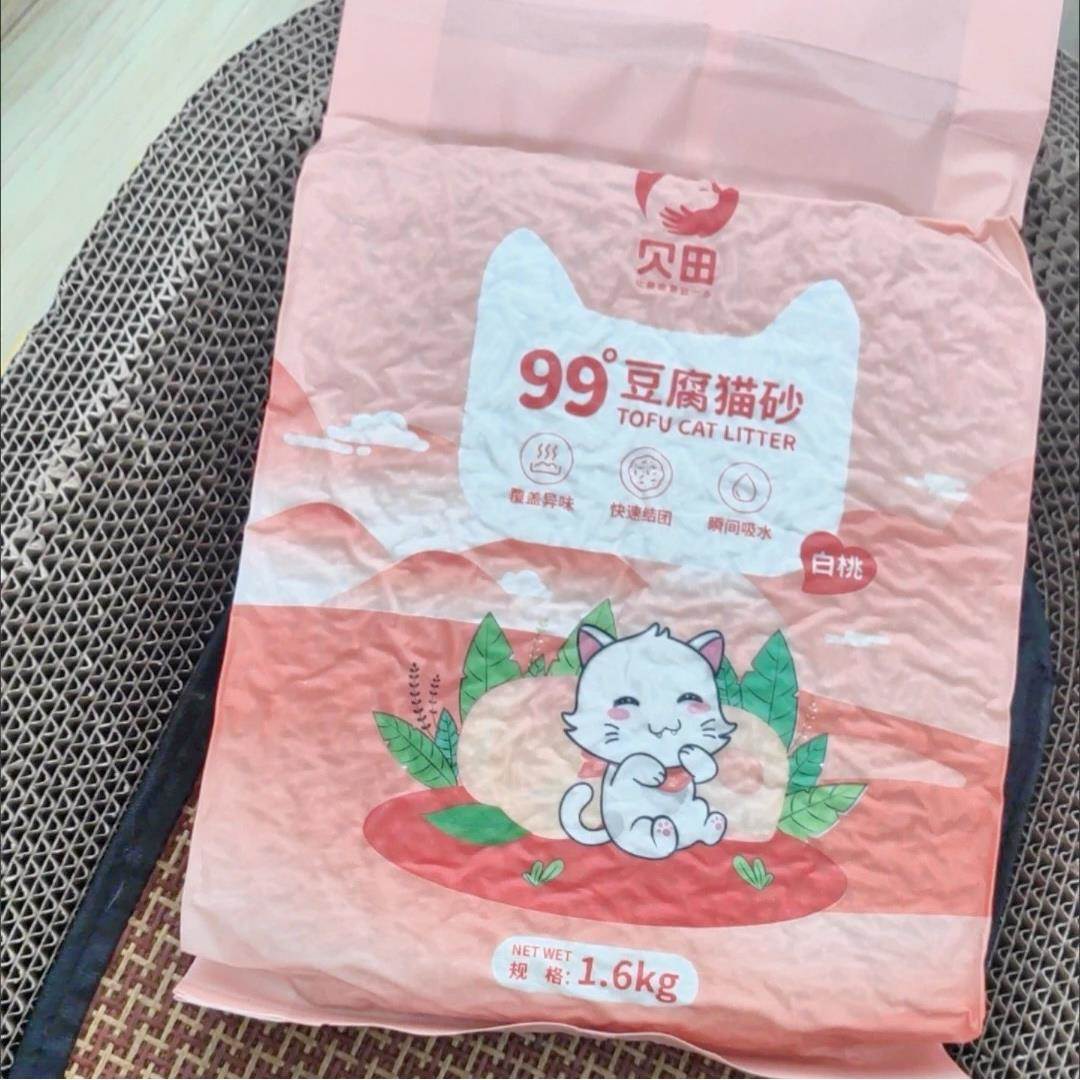 贝田
99°豆腐猫砂
TOFU CAT LITTER
覆盖异味
快速结团
瞬间吸水
白桃
NET WET
规 格: 1.6kg